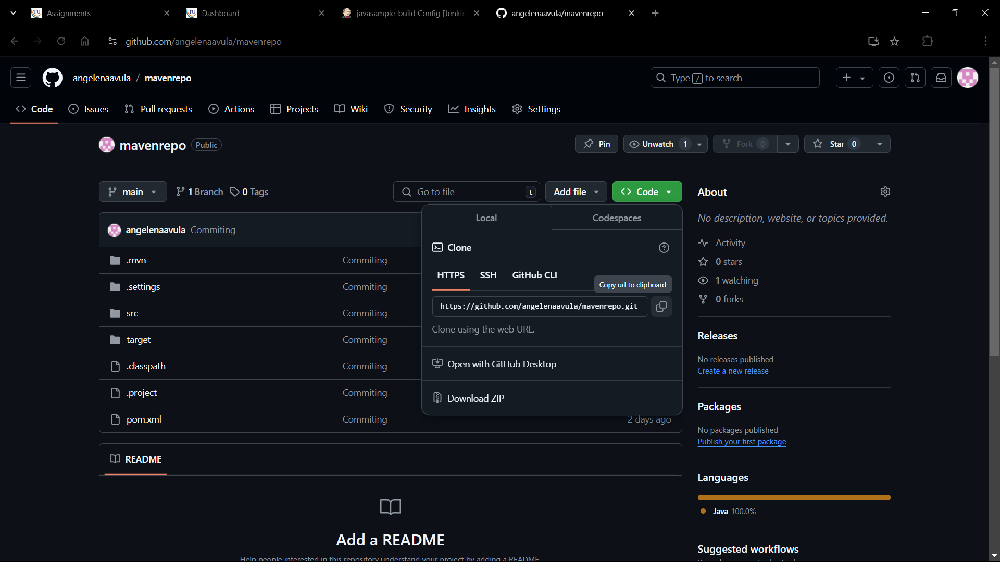 Assignments
Dashboard
javasample_build Config [Jenkin
angelenaavula/mavenrepo
github.com/angelenaavula/mavenrepo
angelenaavula / mavenrepo
Type / to search
Code
Issues
Pull requests
Actions
Projects
Wiki
Security
Insights
Settings
mavenrepo Public
Pin
Unwatch 1
Fork 0
Star 0
main
1 Branch
0 Tags
Go to file t
Add file
Code
angelenaavula Commiting
.mvn Commiting
.settings Commiting
src Commiting
target Commiting
.classpath Commiting
.project Commiting
pom.xml Commiting 2 days ago
Local
Codespaces
Clone
HTTPS SSH GitHub CLI
Copy url to clipboard
https://github.com/angelenaavula/mavenrepo.git
Clone using the web URL.
Open with GitHub Desktop
Download ZIP
README
Add a README
Help people interested in this repository understand your project by adding a README
About
No description, website, or topics provided.
Activity
0 stars
1 watching
0 forks
Releases
No releases published
Create a new release
Packages
No packages published
Publish your first package
Languages
Java 100.0%
Suggested workflows